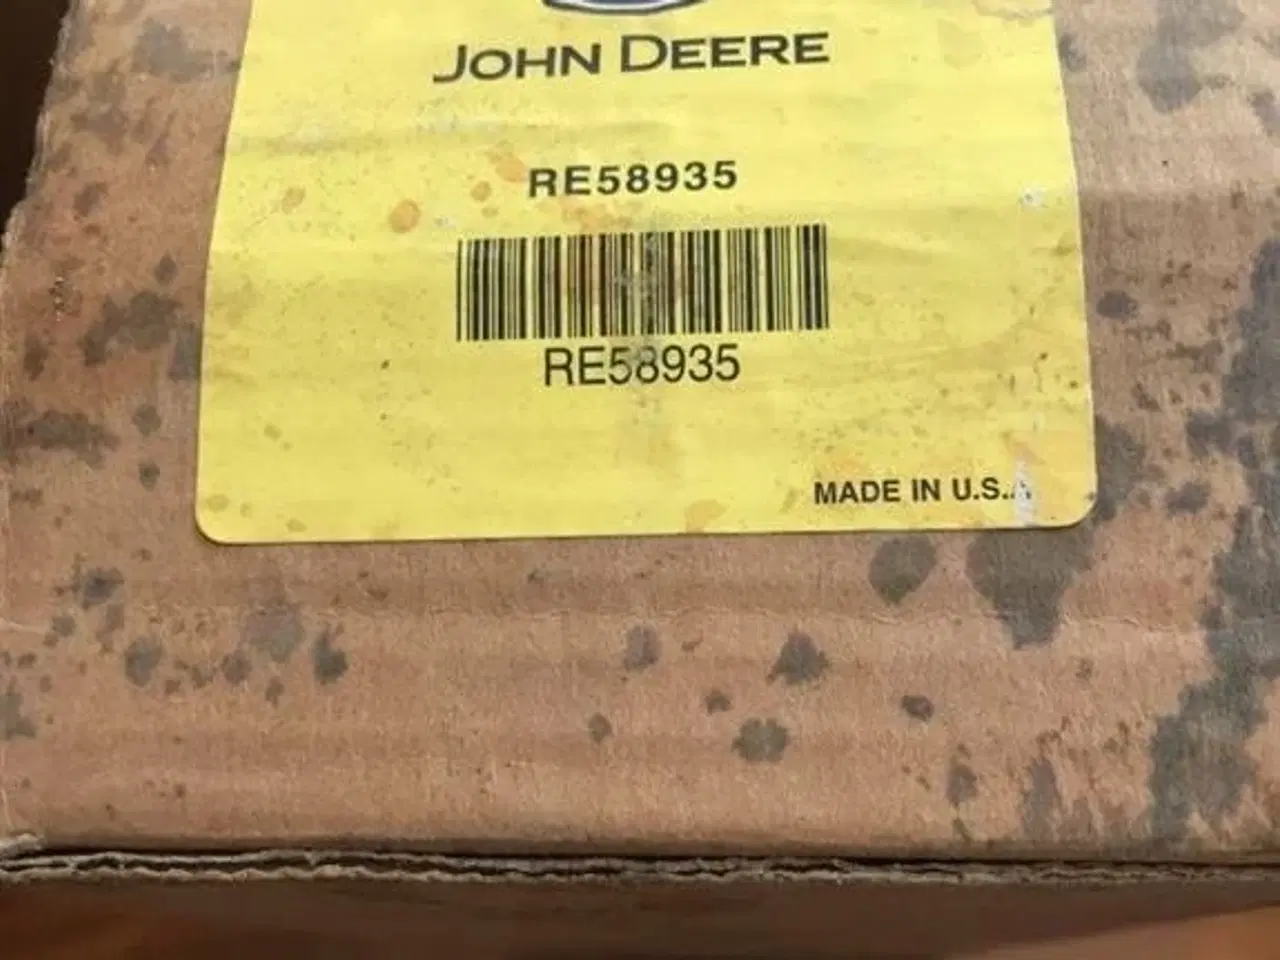 JOHN DEERE
RE58935
RE58935
MADE IN U.S.A